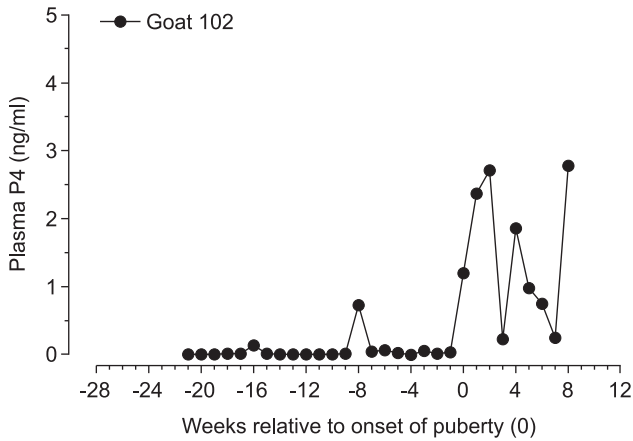 Goat 102
Plasma P4 (ng/ml)
5
4
3
2
1
0
-28 -24 -20 -16 -12 -8 -4 0 4 8 12
Weeks relative to onset of puberty (0)